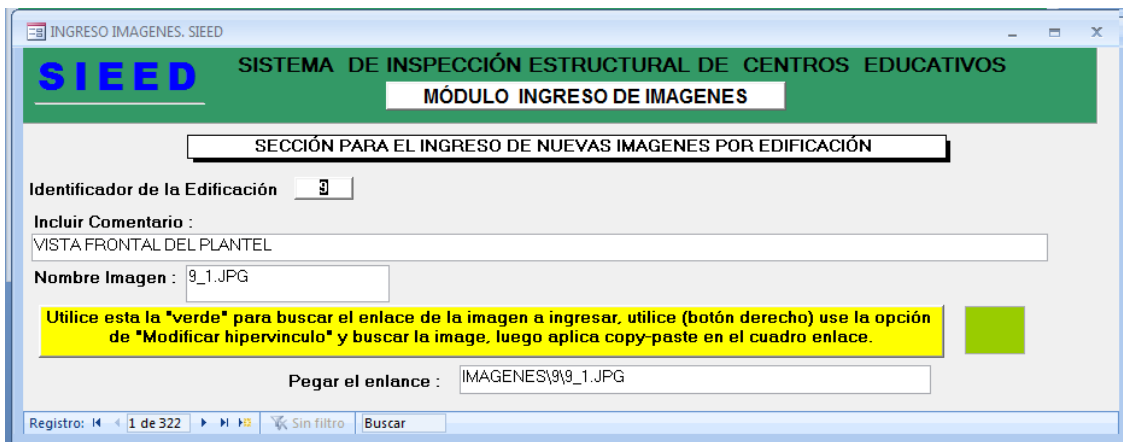 INGRESO IMAGENES. SIEED
SIEED
SISTEMA DE INSPECCIÓN ESTRUCTURAL DE CENTROS EDUCATIVOS
MÓDULO INGRESO DE IMAGENES
SECCIÓN PARA EL INGRESO DE NUEVAS IMAGENES POR EDIFICACIÓN
Identificador de la Edificación 9
Incluir Comentario :
VISTA FRONTAL DEL PLANTEL
Nombre Imagen : 9_1.JPG
Utilice esta la "verde" para buscar el enlace de la imagen a ingresar, utilice (botón derecho) use la opción
de "Modificar hipervinculo" y buscar la image, luego aplica copy-paste en el cuadro enlace.
Pegar el enlance : IMAGENES\9\9_1.JPG
Registro: 1 de 322 Sin filtro Buscar